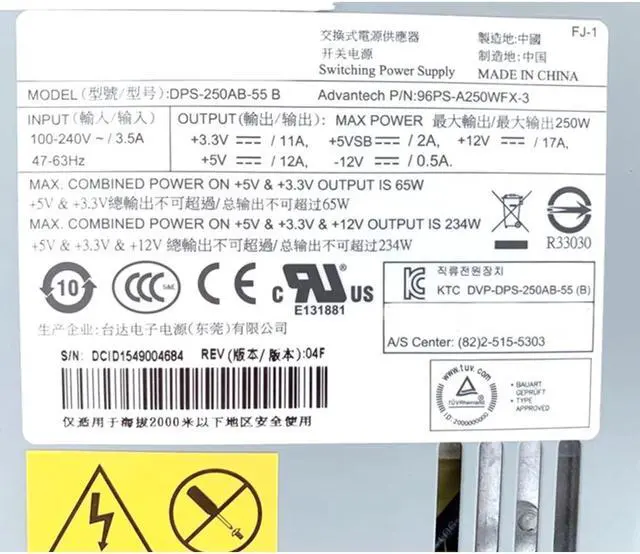 FJ-1
交換式電源供應器 製造地:中國
开关电源 制造地:中国
Switching Power Supply MADE IN CHINA
MODEL (型號/型号):DPS-250AB-55 B Advantech P/N:96PS-A250WFX-3
INPUT (輸入/输入) OUTPUT (輸出/输出): MAX POWER 最大輸出/最大输出250W
100-240V ~ / 3.5A +3.3V / 11A, +5VSB / 2A, +12V / 17A,
47-63Hz +5V / 12A, -12V / 0.5A.
MAX. COMBINED POWER ON +5V & +3.3V OUTPUT IS 65W
+5V & +3.3V總輸出不可超過/总输出不可超过65W
MAX. COMBINED POWER ON +5V & +3.3V & +12V OUTPUT IS 234W
+5V & +3.3V & +12V 總輸出不可超過/总输出不可超过234W
R33030
10 CCC S&E CE c RU ® US
E131881
직류전원장치
KTC DVP-DPS-250AB-55 (B)
A/S Center: (82)2-515-5303
生产企业:台达电子电源(东莞)有限公司
S/N: DCID1549004684 REV (版本/版本):04F
仅适用于海拔2000米以下地区安全使用
www.tuv.com
TÜVRheinland
ID:2000000000
• BAUART
GEPRÜFT
• TYPE
APPROVED